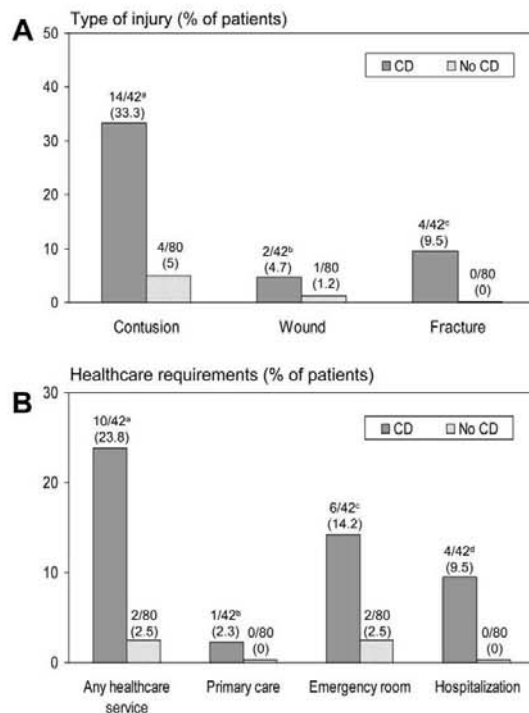 A
Type of injury (% of patients)
50
40
30
20
10
0
CD No CD
14/42ª
(33.3)
4/80
(5)
2/42ᵇ
(4.7)
1/80
(1.2)
4/42ᶜ
(9.5)
0/80
(0)
Contusion Wound Fracture
B
Healthcare requirements (% of patients)
30
20
10
0
CD No CD
10/42ª
(23.8)
2/80
(2.5)
1/42ᵇ
(2.3)
0/80
(0)
6/42ᶜ
(14.2)
2/80
(2.5)
4/42ᵈ
(9.5)
0/80
(0)
Any healthcare Primary care Emergency room Hospitalization
service